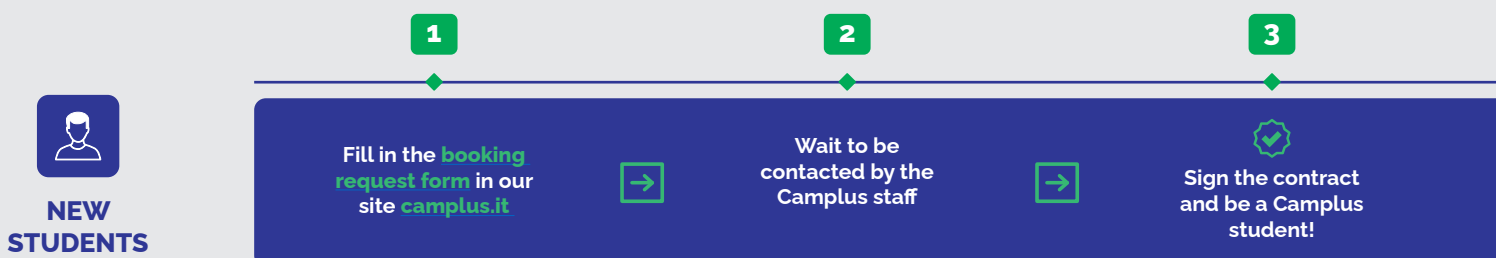 1
2
3
Fill in the booking
request form in our
site camplus.it
Wait to be
contacted by the
Camplus staff
Sign the contract
and be a Camplus
student!
NEW
STUDENTS